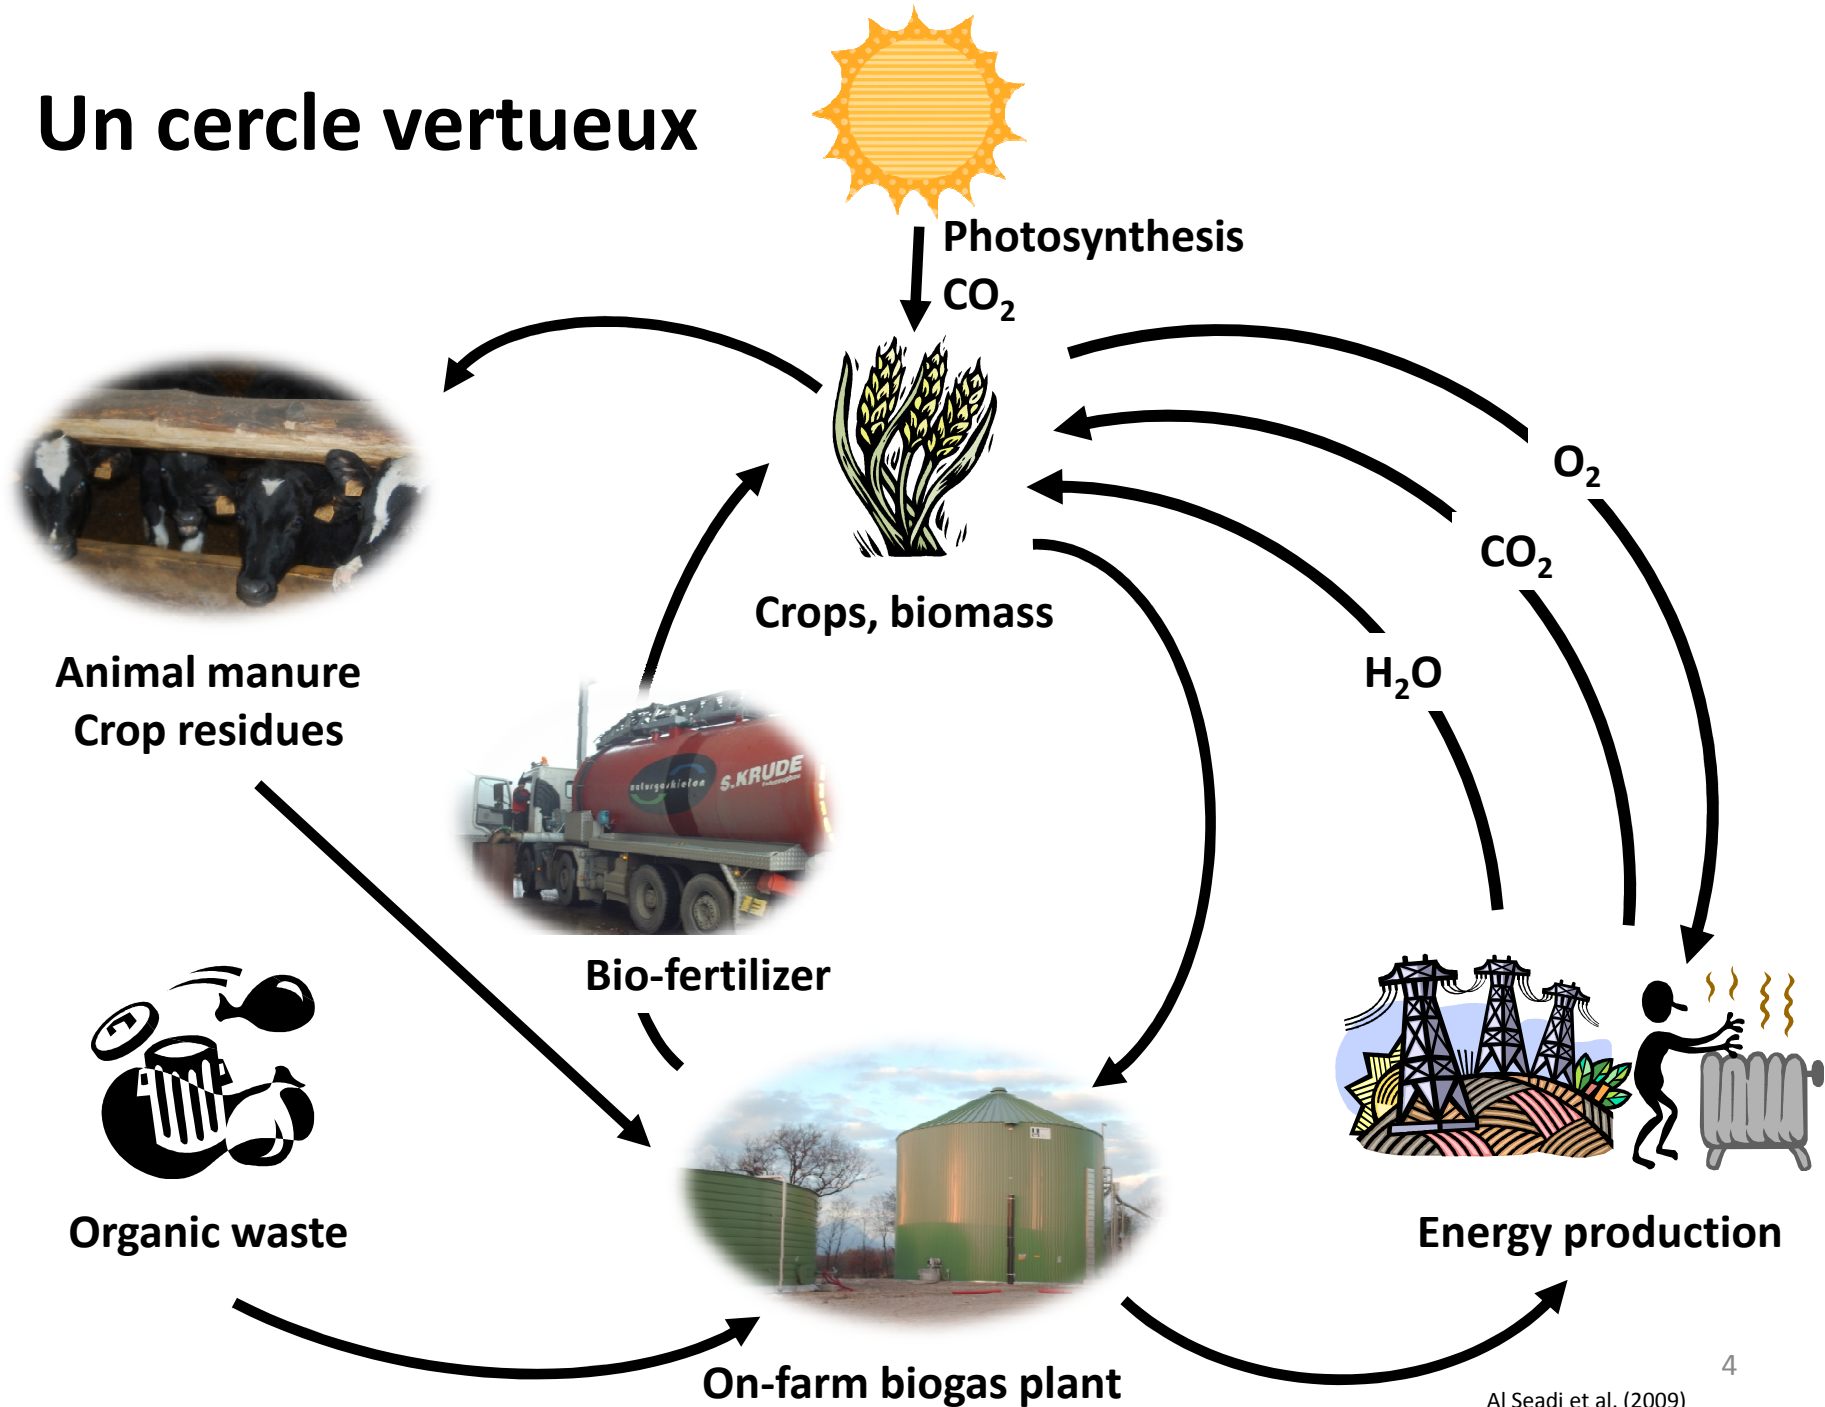 Un cercle vertueux
Photosynthesis
CO₂
O₂
CO₂
H₂O
Crops, biomass
Animal manure
Crop residues
naturgashieten
S.KRUDE
Bio-fertilizer
Organic waste
Energy production
On-farm biogas plant
4
Al Seadi et al. (2009)